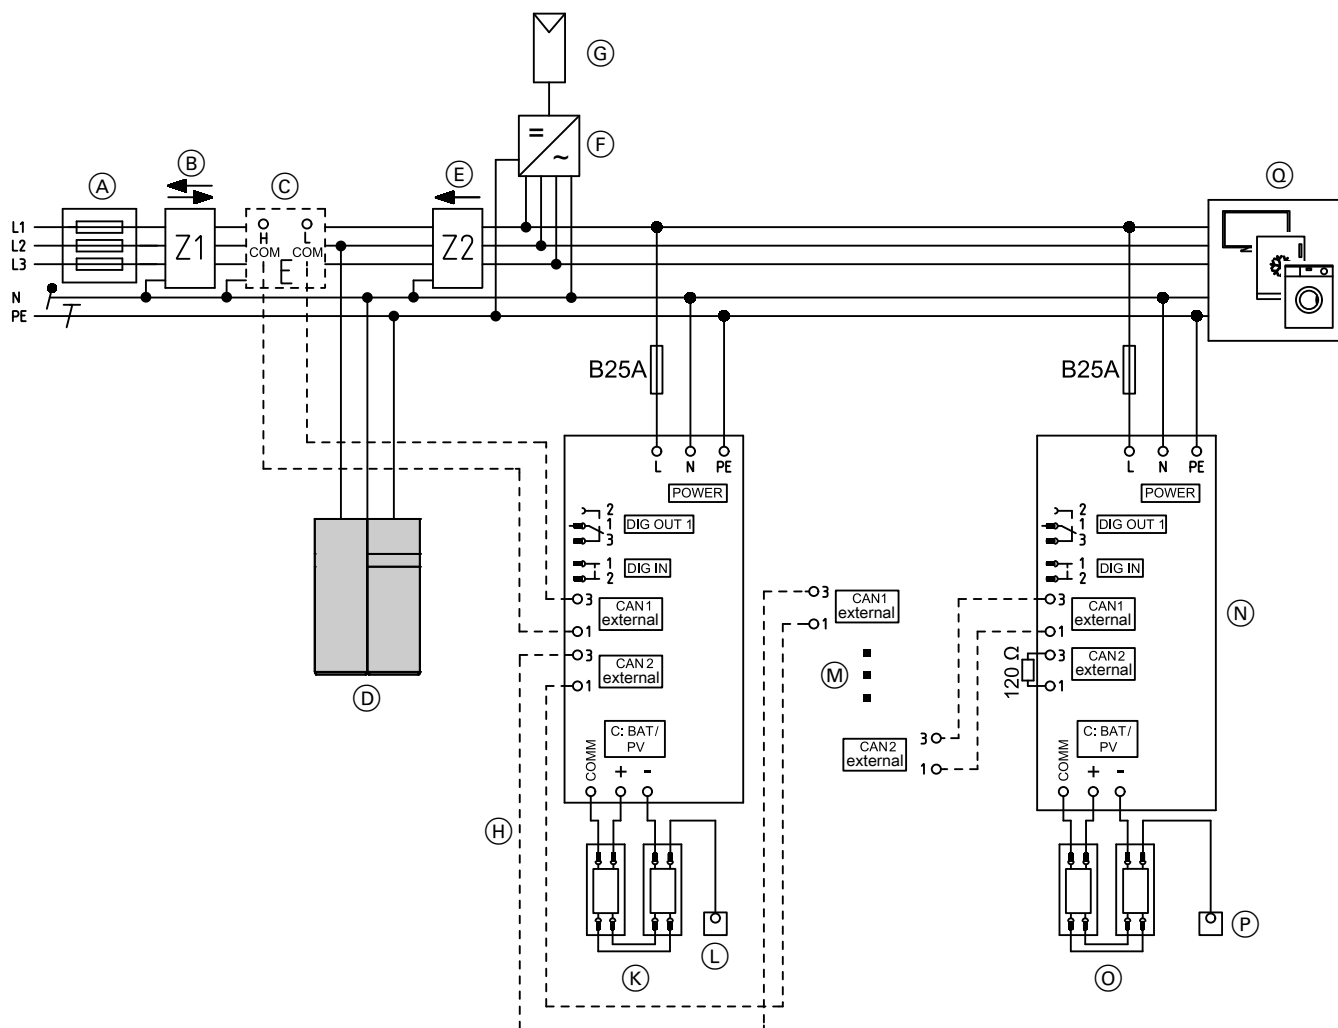 G
F
B
E
A
C
Q
L1
L2
L3
N
PE
Z1
H
COM
L
COM
E
Z2
N
B25A
B25A
L N PE
POWER
2
1
3
DIG OUT 1
1
2
DIG IN
3
1
CAN1
external
3
1
CAN2
external
C: BAT/
PV
COMM
+ -
D
H
K
L
3
1
CAN1
external
M
CAN2
external
3
1
L N PE
POWER
2
1
3
DIG OUT 1
1
2
DIG IN
3
1
CAN1
external
3
1
CAN2
external
120 Ω
C: BAT/
PV
COMM
+ -
N
O
P